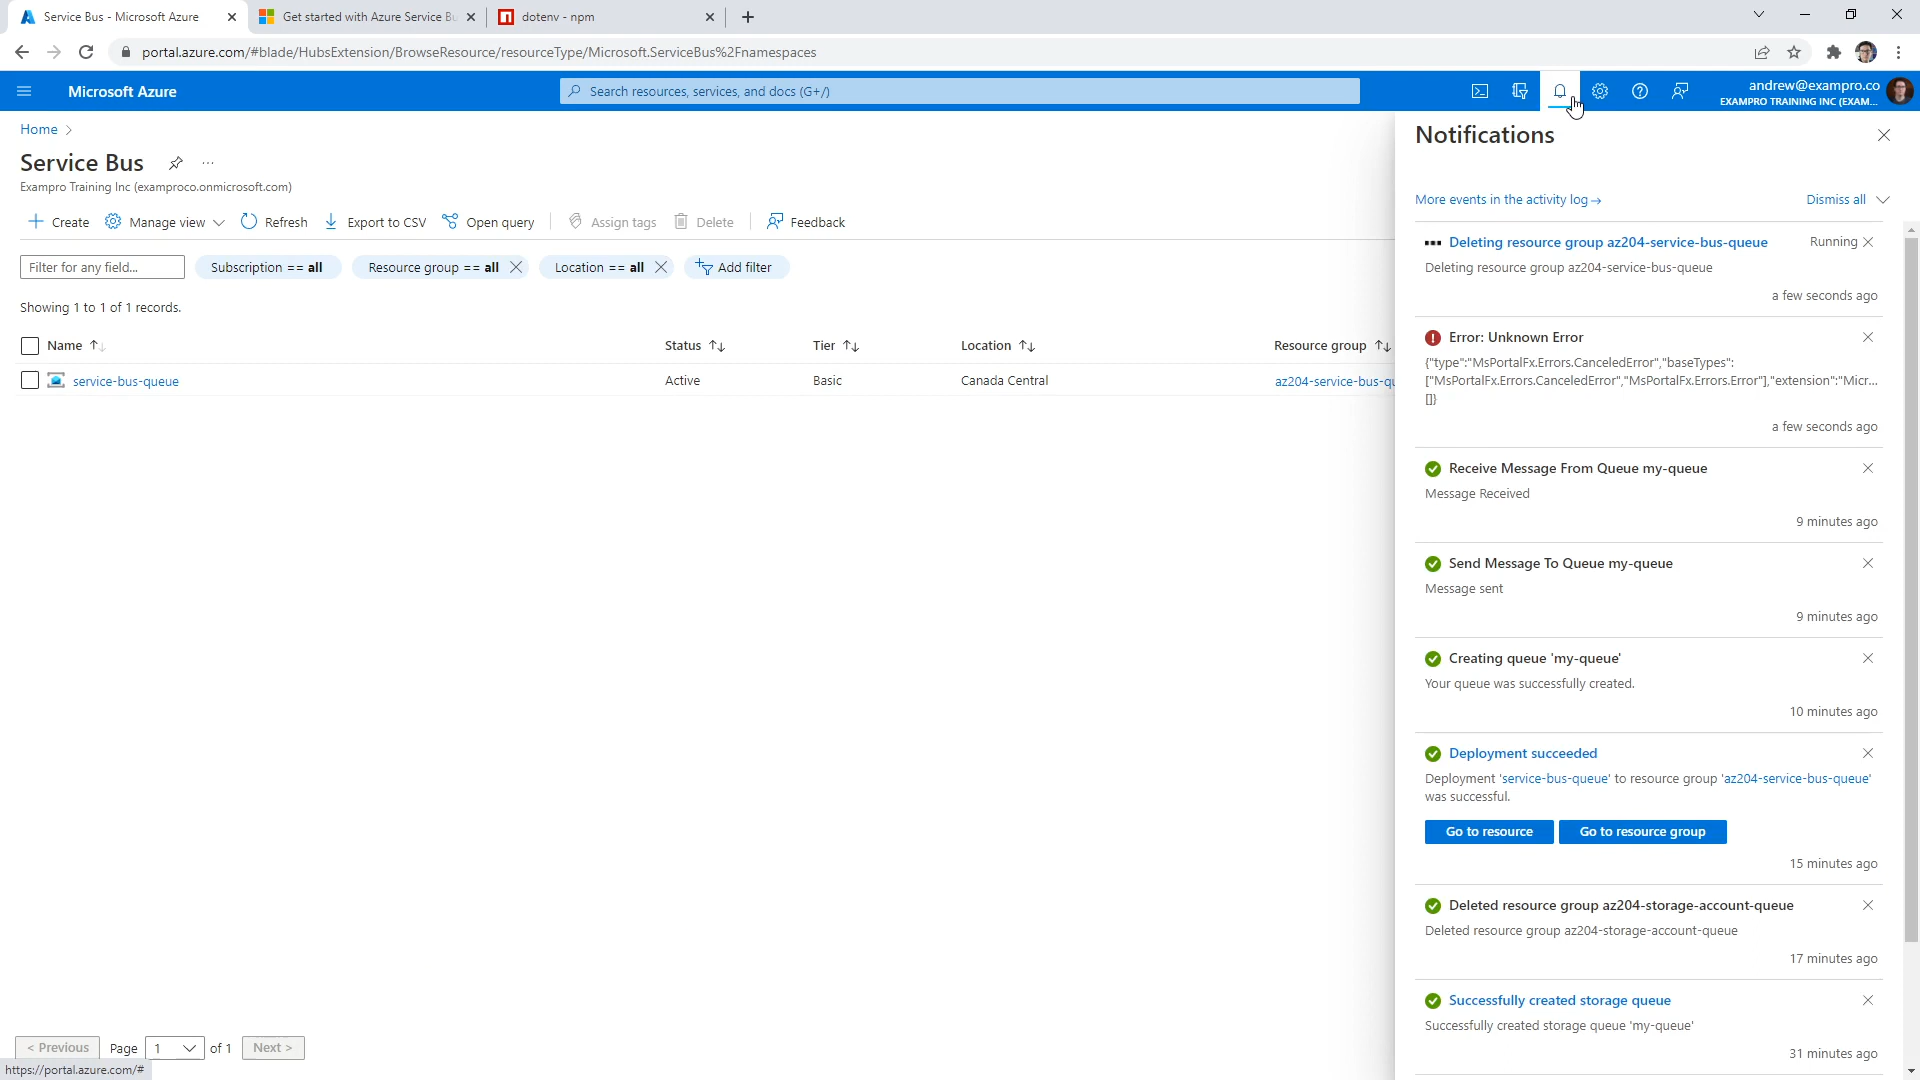 Service Bus - Microsoft Azure
Get started with Azure Service Bu
dotenv - npm
portal.azure.com/#blade/HubsExtension/BrowseResource/resourceType/Microsoft.ServiceBus%2Fnamespaces
Microsoft Azure
Search resources, services, and docs (G+/)
andrew@exampro.co
EXAMPRO TRAINING INC (EXAM...
Home
Service Bus
Exampro Training Inc (examproco.onmicrosoft.com)
Create
Manage view
Refresh
Export to CSV
Open query
Assign tags
Delete
Feedback
Filter for any field...
Subscription == all
Resource group == all
Location == all
Add filter
Showing 1 to 1 of 1 records.
Name
Status
Tier
Location
Resource group
service-bus-queue
Active
Basic
Canada Central
az204-service-bus-qu
< Previous
Page
1
of 1
Next >
https://portal.azure.com/#
Notifications
More events in the activity log →
Dismiss all
Deleting resource group az204-service-bus-queue
Running
Deleting resource group az204-service-bus-queue
a few seconds ago
Error: Unknown Error
{"type":"MsPortalFx.Errors.CanceledError","baseTypes":
["MsPortalFx.Errors.CanceledError","MsPortalFx.Errors.Error"],"extension":"Micr...
[]}
a few seconds ago
Receive Message From Queue my-queue
Message Received
9 minutes ago
Send Message To Queue my-queue
Message sent
9 minutes ago
Creating queue 'my-queue'
Your queue was successfully created.
10 minutes ago
Deployment succeeded
Deployment 'service-bus-queue' to resource group 'az204-service-bus-queue'
was successful.
Go to resource
Go to resource group
15 minutes ago
Deleted resource group az204-storage-account-queue
Deleted resource group az204-storage-account-queue
17 minutes ago
Successfully created storage queue
Successfully created storage queue 'my-queue'
31 minutes ago